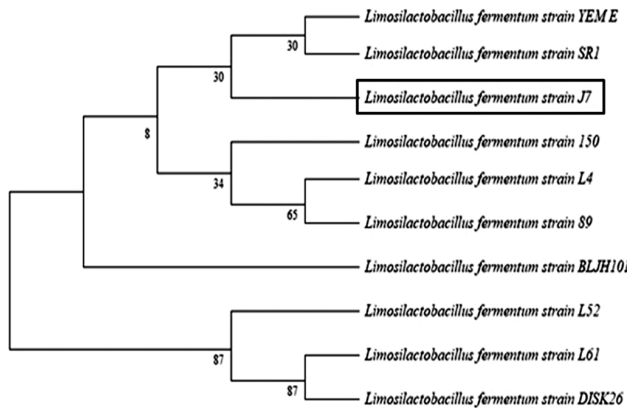 Limosilactobacillus fermentum strain YEM E
30
Limosilactobacillus fermentum strain SR1
30
Limosilactobacillus fermentum strain J7
8
Limosilactobacillus fermentum strain 150
34
Limosilactobacillus fermentum strain L4
65
Limosilactobacillus fermentum strain 89
Limosilactobacillus fermentum strain BLJH101
Limosilactobacillus fermentum strain L52
87
Limosilactobacillus fermentum strain L61
87
Limosilactobacillus fermentum strain DISK26